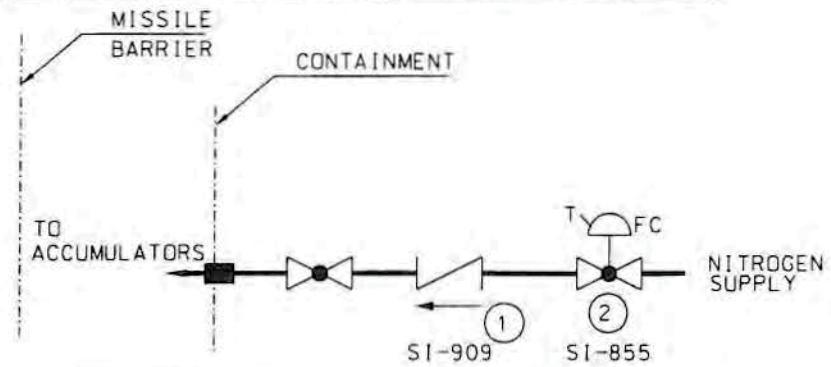 MISSILE
BARRIER
CONTAINMENT
TO
ACCUMULATORS
T
FC
NITROGEN
SUPPLY
1
2
SI-909
SI-855